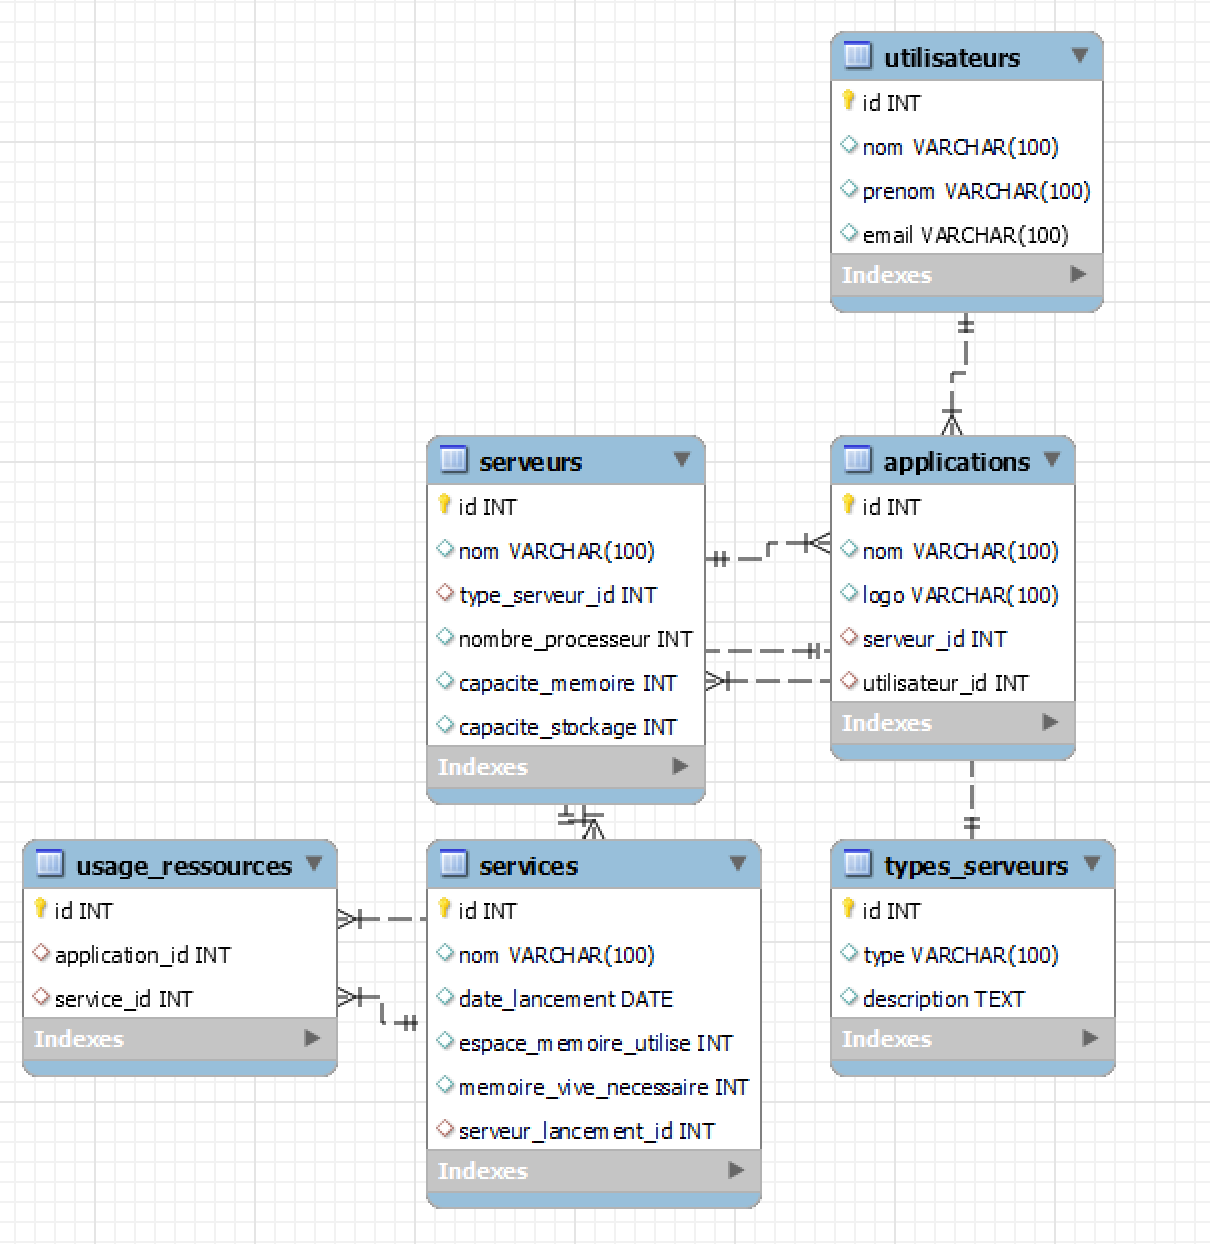 utilisateurs
id INT
nom VARCHAR(100)
prenom VARCHAR(100)
email VARCHAR(100)
Indexes
serveurs
id INT
nom VARCHAR(100)
type_serveur_id INT
nombre_processeur INT
capacite_memoire INT
capacite_stockage INT
Indexes
applications
id INT
nom VARCHAR(100)
logo VARCHAR(100)
serveur_id INT
utilisateur_id INT
Indexes
usage_ressources
id INT
application_id INT
service_id INT
Indexes
services
id INT
nom VARCHAR(100)
date_lancement DATE
espace_memoire_utilise INT
memoire_vive_necessaire INT
serveur_lancement_id INT
Indexes
types_serveurs
id INT
type VARCHAR(100)
description TEXT
Indexes